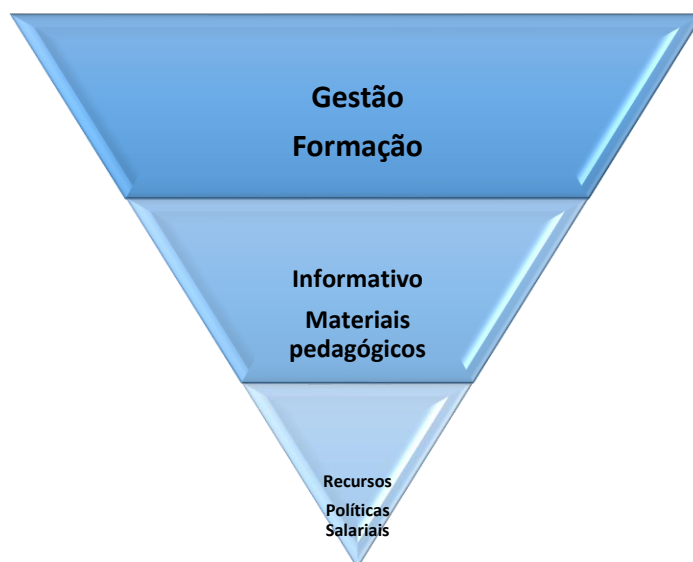 Gestão
Formação
Informativo
Materiais
pedagógicos
Recursos
Políticas
Salariais